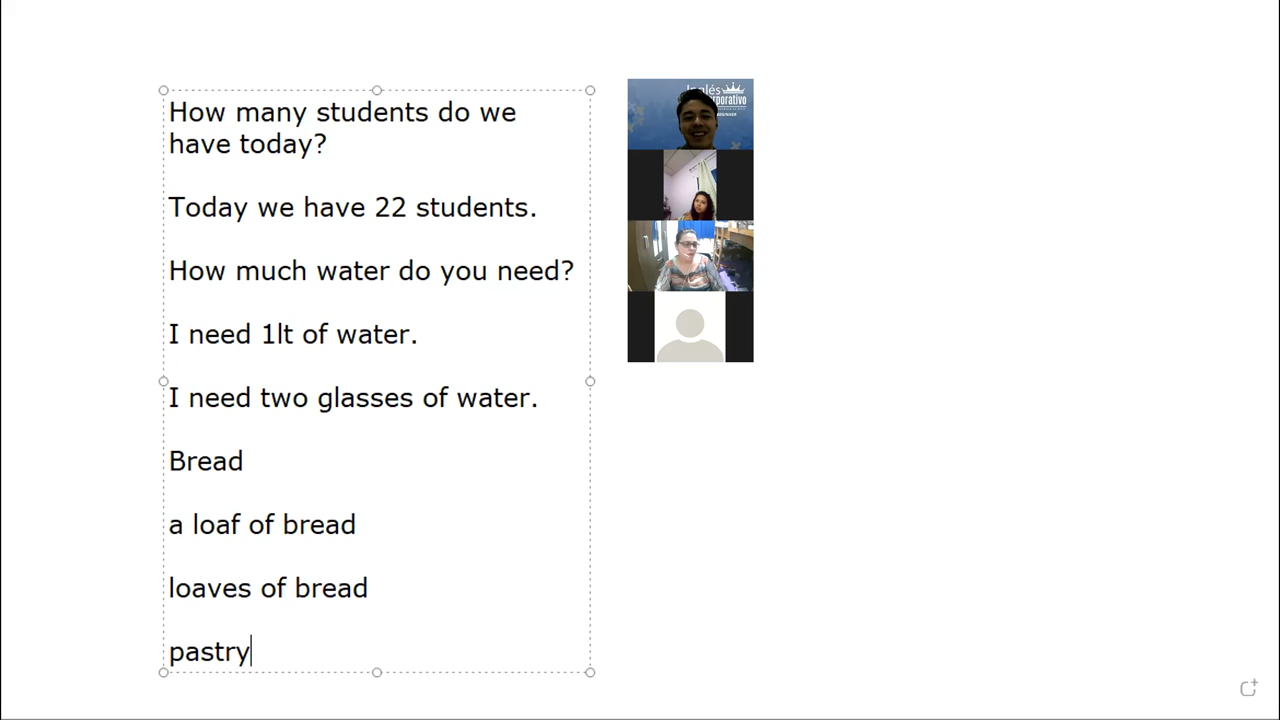 How many students do we
have today?
Today we have 22 students.
How much water do you need?
I need 1lt of water.
I need two glasses of water.
Bread
a loaf of bread
loaves of bread
pastry